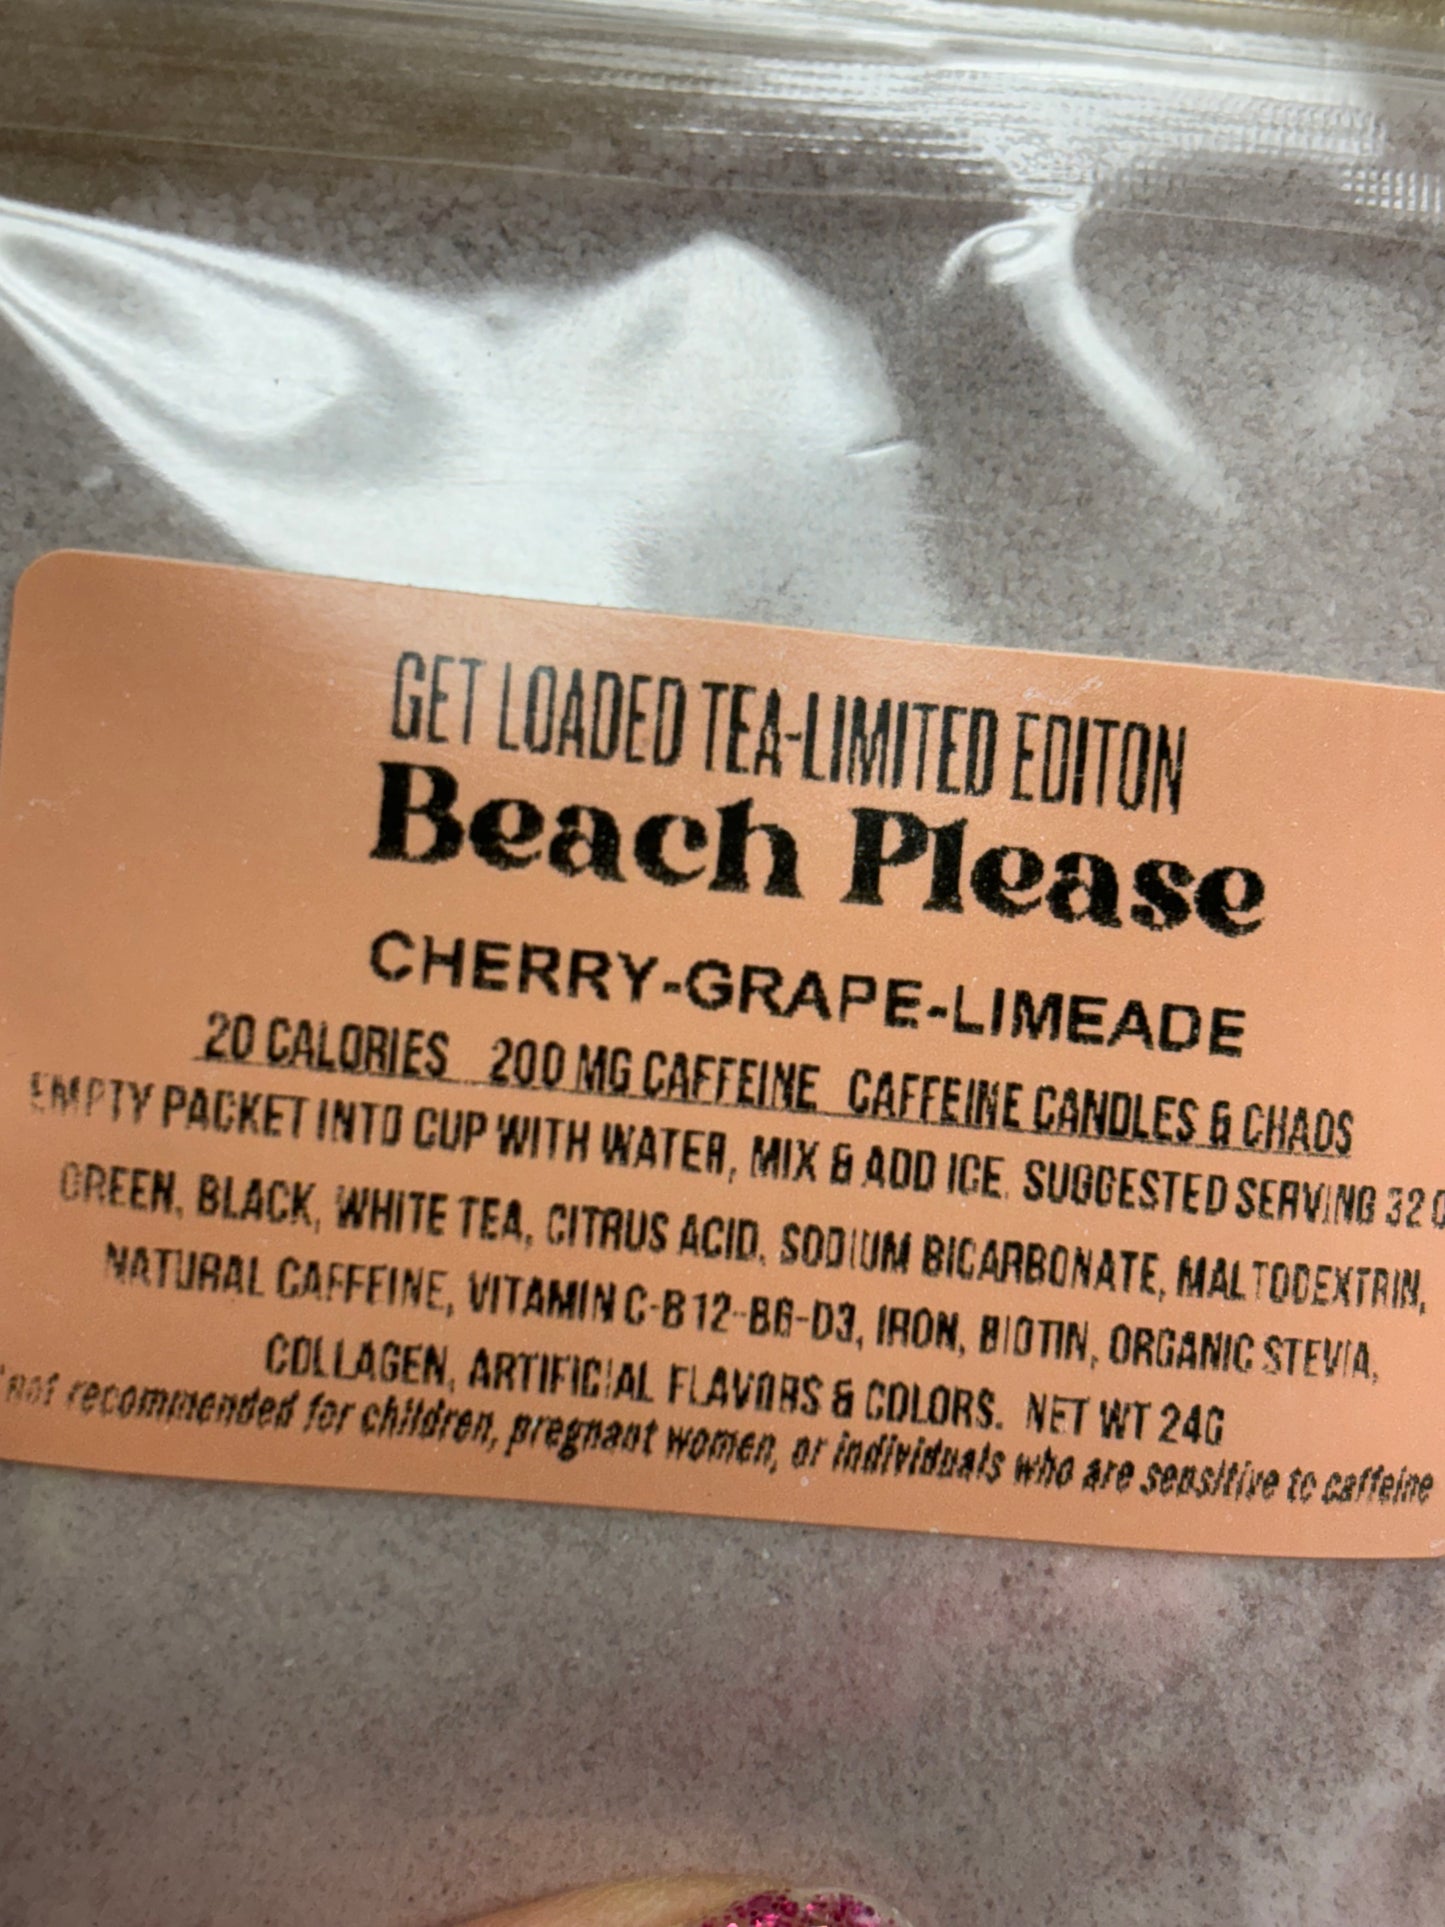 GET LOADED TEA-LIMITED EDITON
Beach Please
CHERRY-GRAPE-LIMEADE
20 CALORIES 200 MG CAFFEINE CAFFEINE CANDLES & CHAOS
EMPTY PACKET INTO CUP WITH WATER, MIX & ADD ICE. SUGGESTED SERVING 32 O
GREEN, BLACK, WHITE TEA, CITRUS ACID, SODIUM BICARBONATE, MALTODEXTRIN,
NATURAL CAFFEINE, VITAMIN C-B12-B6-D3, IRON, BIOTIN, ORGANIC STEVIA,
COLLAGEN, ARTIFICIAL FLAVORS & COLORS. NET WT 24G
*not recommended for children, pregnant women, or individuals who are sensitive to caffeine